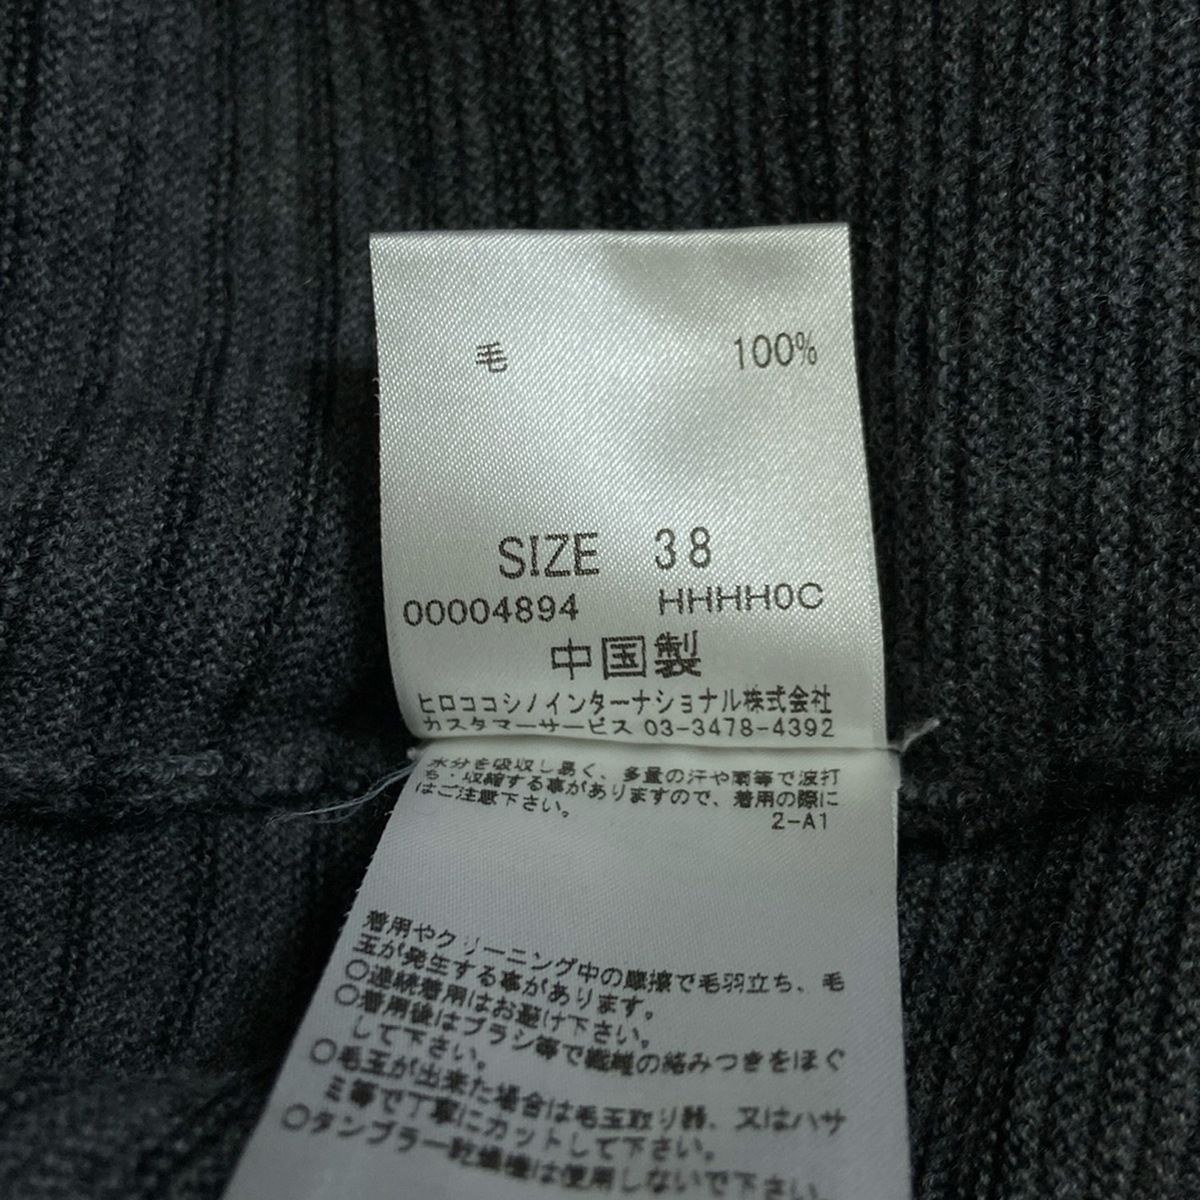 毛 100%
SIZE 38
00004894 HHHH0C
中国製
ヒロココシノインターナショナル株式会社
カスタマーサービス 03-3478-4392
水分を吸収し易く、多量の汗や雨等で波打
ち・収縮する事がありますので、着用の際に
はご注意下さい。
2-A1
着用やクリーニング中の摩擦で毛羽立ち、毛
玉が発生する事があります。
○連続着用はお避け下さい。
○着用後はブラシ等で繊維の絡みつきをほぐ
して下さい。
○毛玉が出来た場合は毛玉取り器、又はハサ
ミ等で丁寧にカットして下さい。
○タンブラー乾燥機は使用しないで下さい